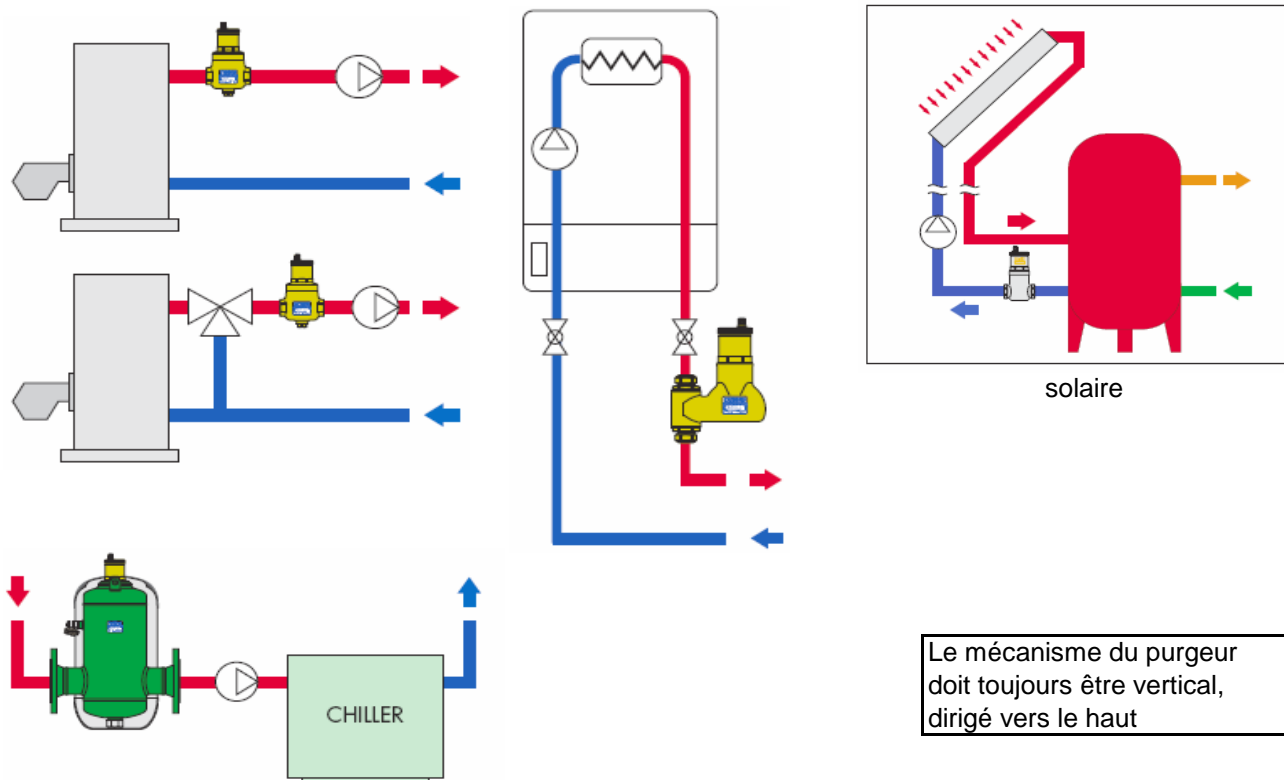 solaire
CHILLER
Le mécanisme du purgeur
doit toujours être vertical,
dirigé vers le haut